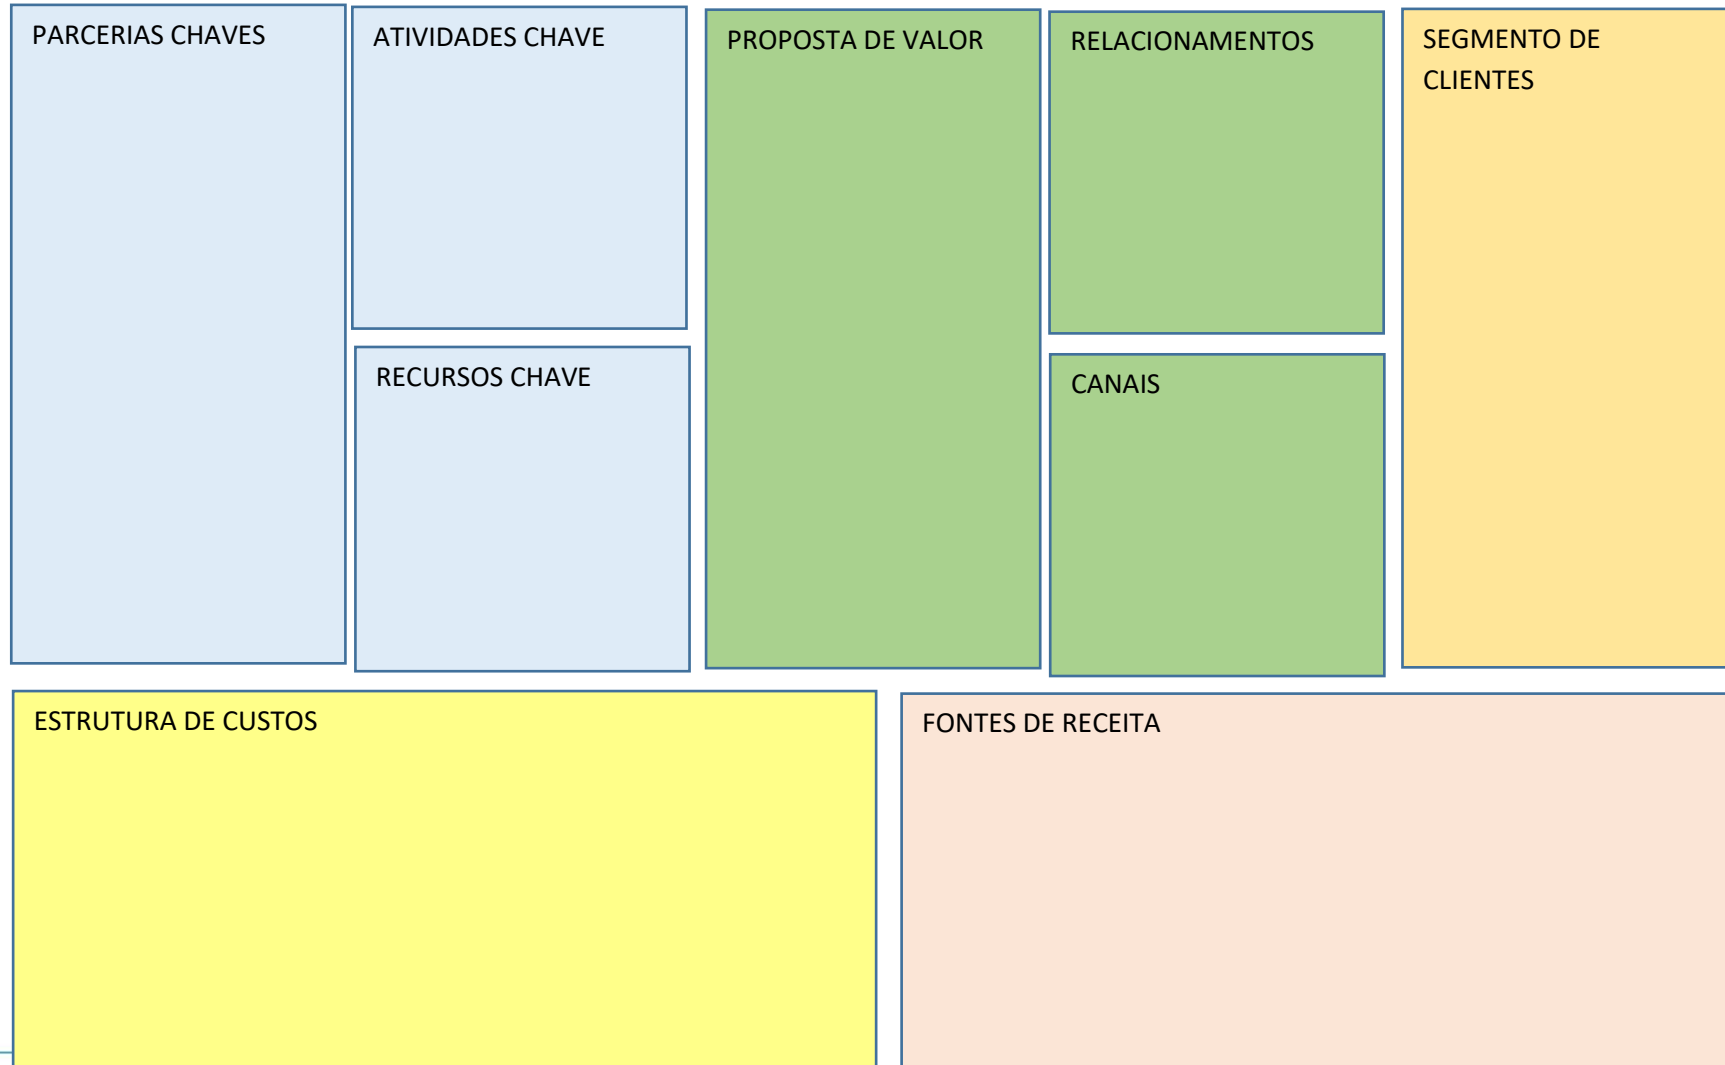 PARCERIAS CHAVES
ATIVIDADES CHAVE
PROPOSTA DE VALOR
RELACIONAMENTOS
SEGMENTO DE
CLIENTES
RECURSOS CHAVE
CANAIS
ESTRUTURA DE CUSTOS
FONTES DE RECEITA